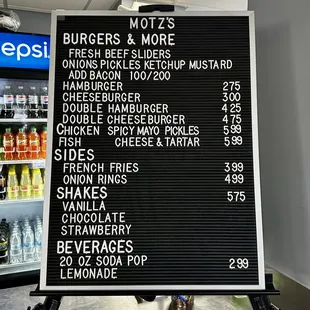 MOTZ'S
pepsi
BURGERS & MORE
FRESH BEEF SLIDERS
ONIONS PICKLES KETCHUP MUSTARD
ADD BACON 100/200
HAMBURGER 275
CHEESEBURGER 300
DOUBLE HAMBURGER 425
DOUBLE CHEESEBURGER 475
CHICKEN SPICY MAYO PICKLES 599
FISH CHEESE & TARTAR 599
SIDES
FRENCH FRIES 399
ONION RINGS 499
SHAKES 575
VANILLA
CHOCOLATE
STRAWBERRY
BEVERAGES
20 OZ SODA POP 299
LEMONADE